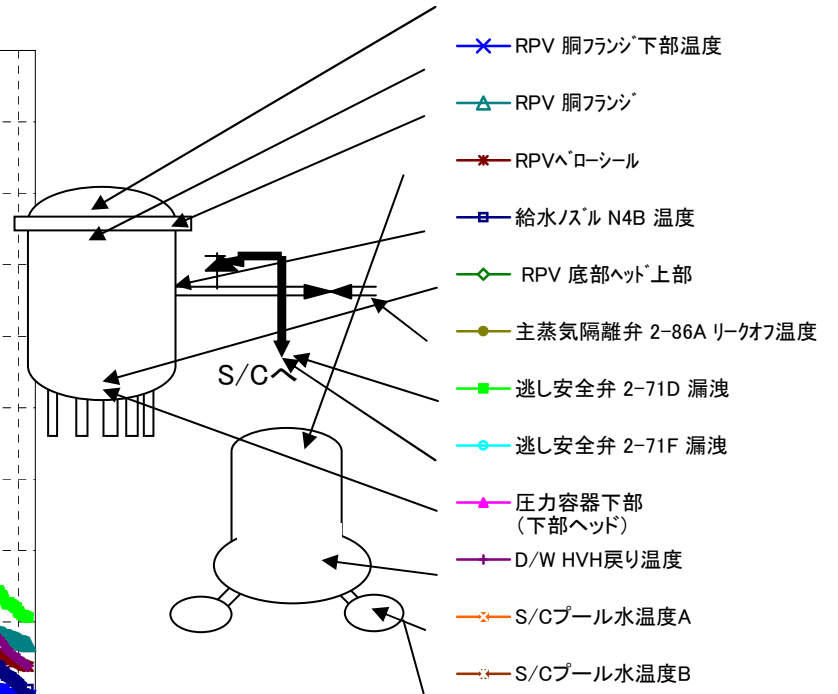 RPV 胴フランジ下部温度
RPV 胴フランジ
RPVベローシール
給水ノズル N4B 温度
RPV 底部ヘッド上部
主蒸気隔離弁 2-86A リークオフ温度
逃し安全弁 2-71D 漏洩
逃し安全弁 2-71F 漏洩
圧力容器下部
(下部ヘッド)
D/W HVH戻り温度
S/Cプール水温度A
S/Cプール水温度B
S/Cへ